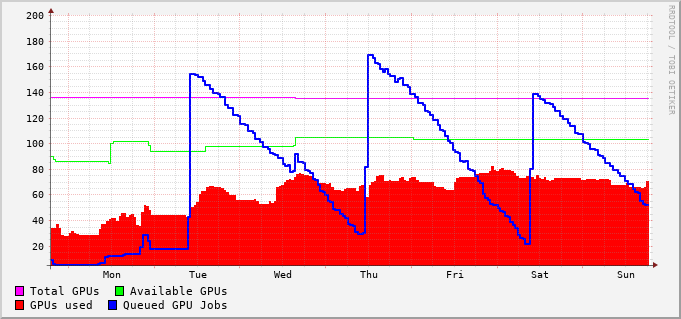 200
180
160
140
120
100
80
60
40
20
Mon Tue Wed Thu Fri Sat Sun
Total GPUs Available GPUs
GPUs used Queued GPU Jobs
RRDTOOL / TOBI OETIKER